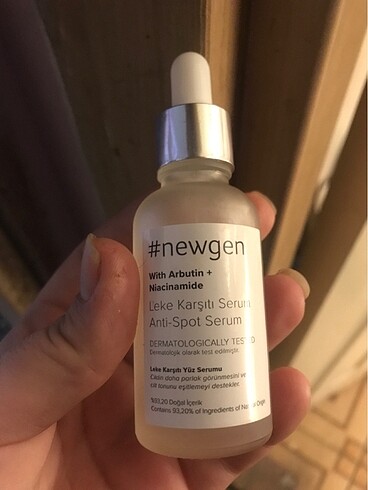 #newgen
With Arbutin +
Niacinamide
Leke Karşıtı Serum
Anti-Spot Serum
DERMATOLOGICALLY TESTED
Dermatolojik olarak test edilmiştir.
Leke Karşıtı Yüz Serumu
Cildin daha parlak görünmesini ve
cilt tonunu eşitlemeyi destekler.
%93,20 Doğal İçerik
Contains 93,20% of Ingredients of Natural Origin